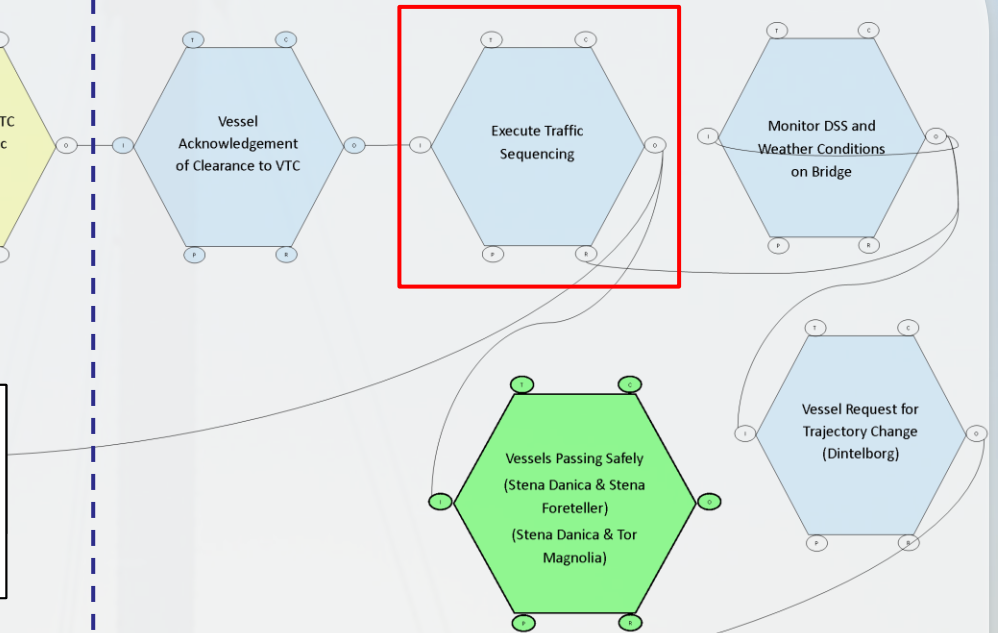 TC
c
T
C
Vessel
Acknowledgement
of Clearance to VTC
O
I
O
P
R
T
C
Execute Traffic
Sequencing
I
O
P
R
T
C
Monitor DSS and
Weather Conditions
on Bridge
I
O
P
R
T
C
Vessels Passing Safely
(Stena Danica & Stena
Foreteller)
(Stena Danica & Tor
Magnolia)
I
O
P
R
T
C
Vessel Request for
Trajectory Change
(Dintelborg)
I
O
P
R